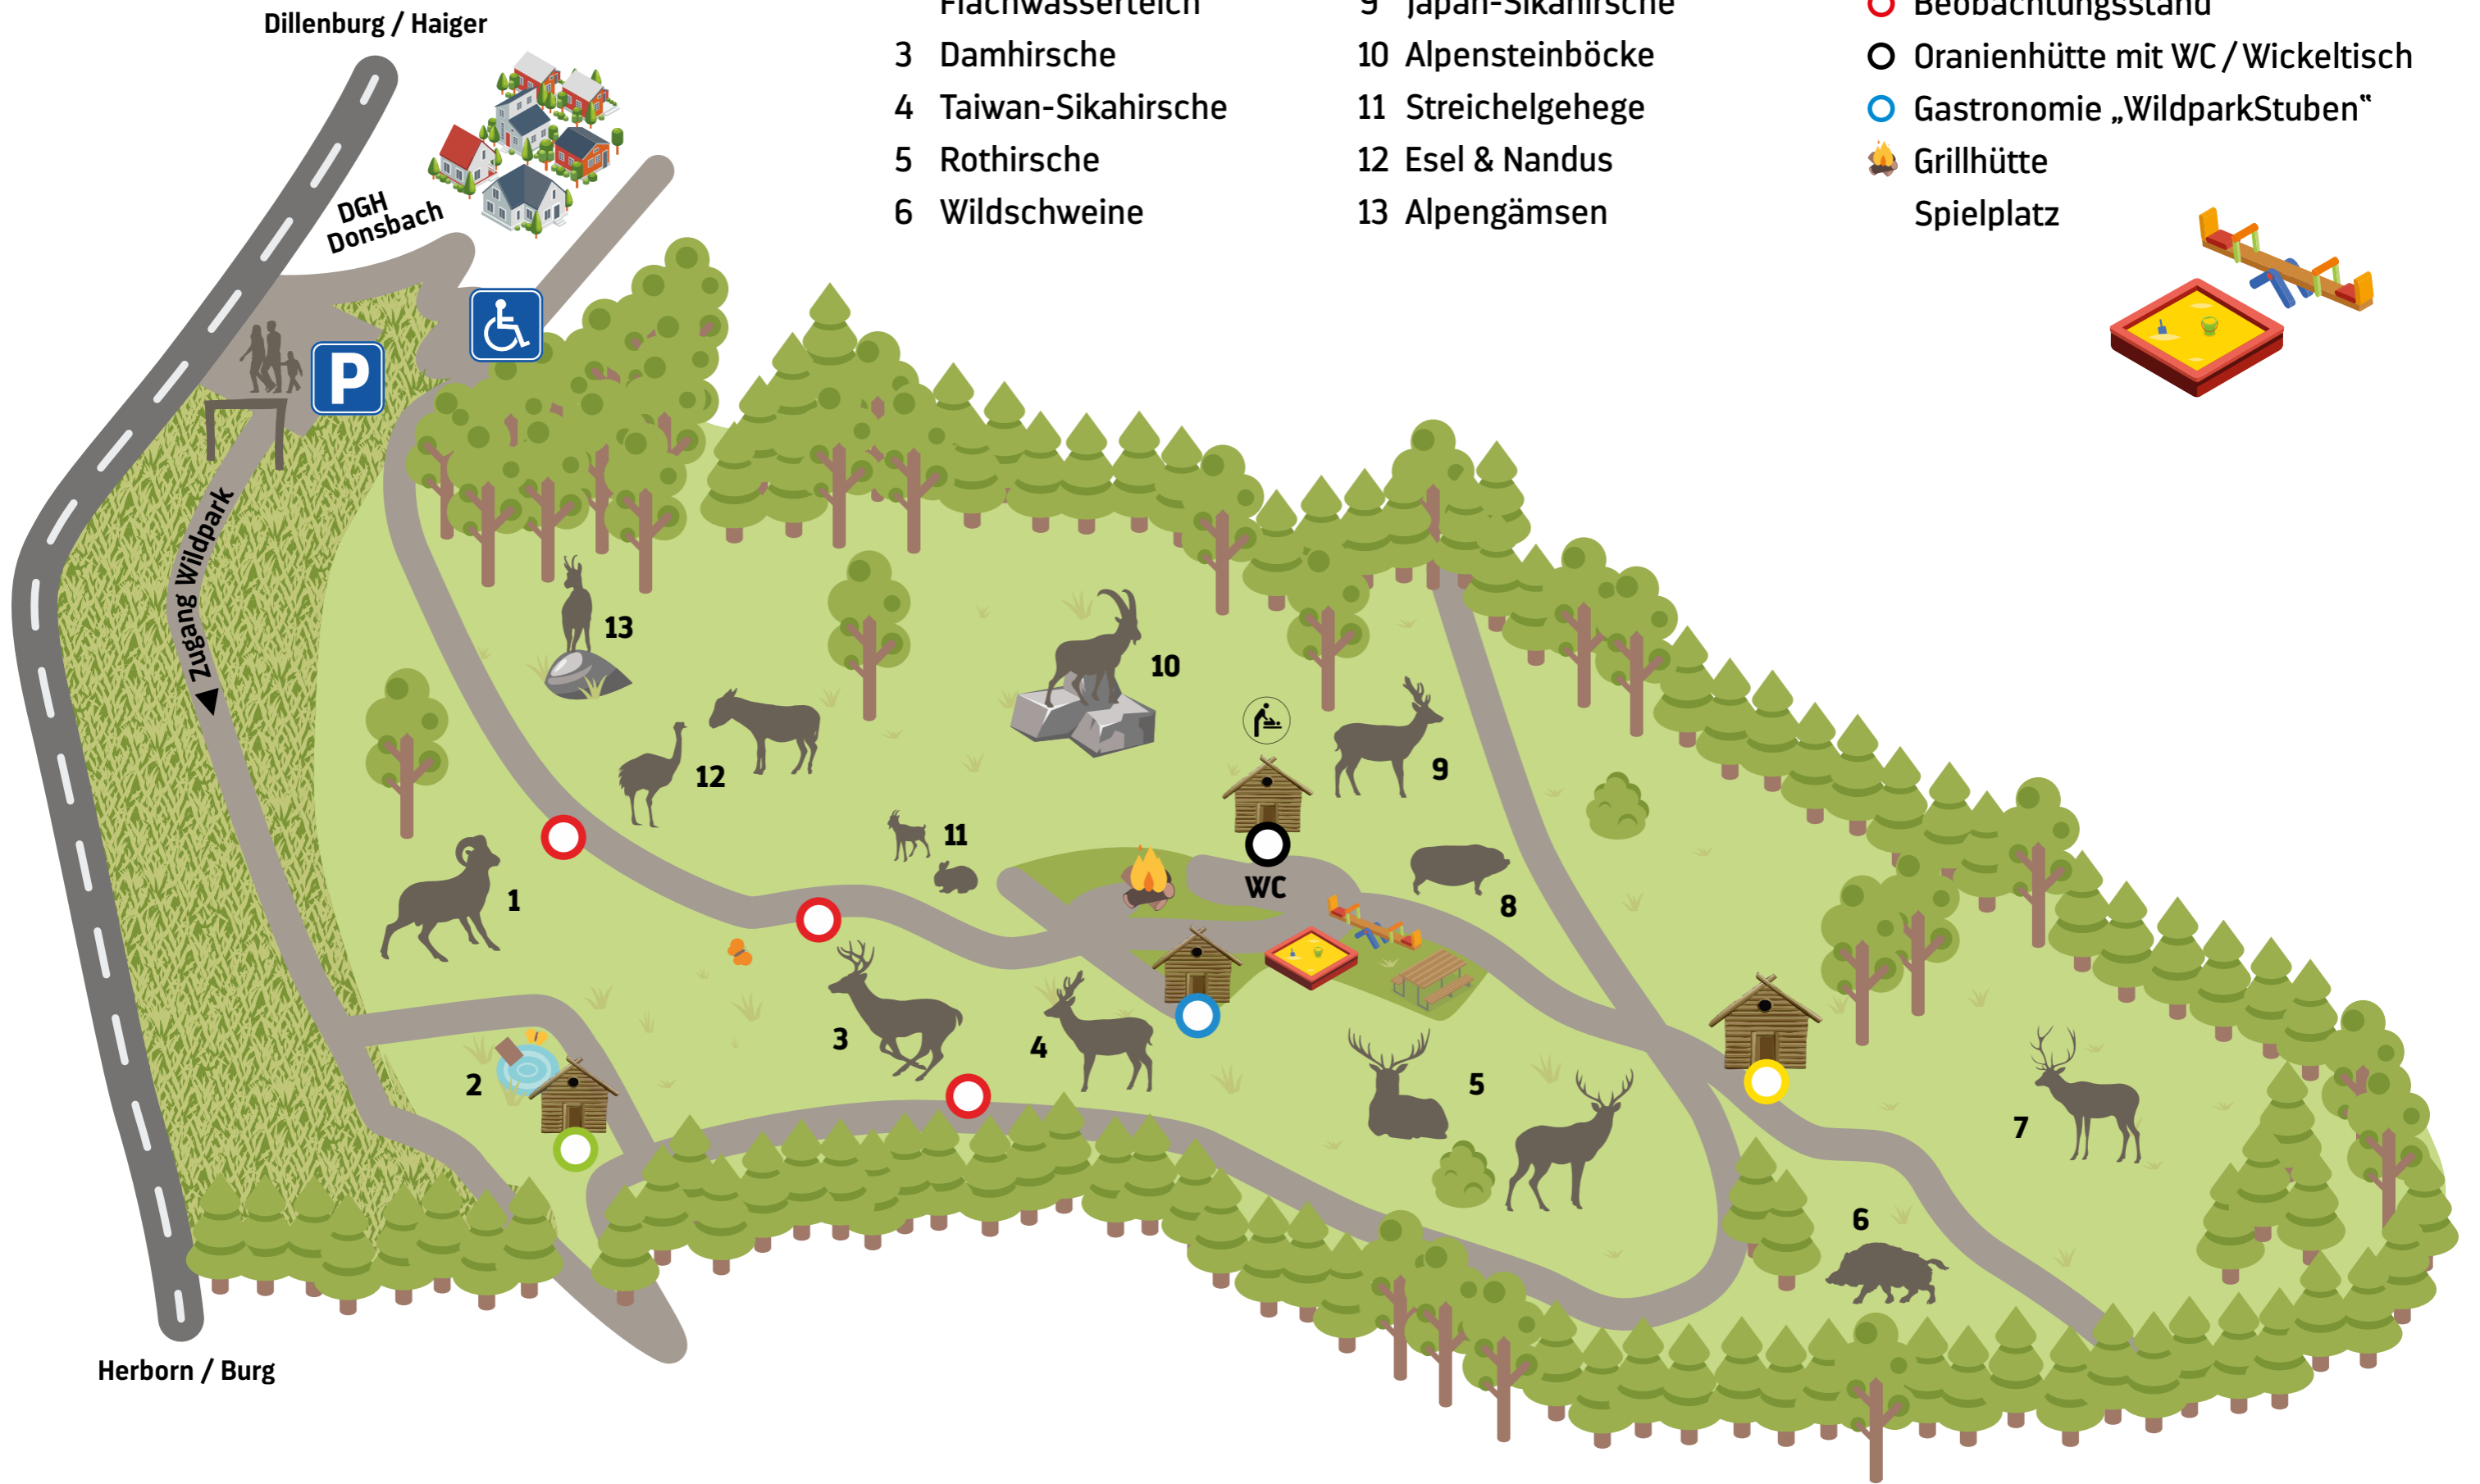 Dillenburg / Haiger
DGH
Donsbach
Flachwasserteich
3 Damhirsche
4 Taiwan-Sikahirsche
5 Rothirsche
6 Wildschweine
9 Japan-Sikahirsche
10 Alpensteinböcke
11 Streichelgehege
12 Esel & Nandus
13 Alpengämsen
Beobachtungsstand
Oranienhütte mit WC / Wickeltisch
Gastronomie „WildparkStuben“
Grillhütte
Spielplatz
P
Zugang Wildpark
13
10
12
9
11
1
WC
8
3
4
2
5
7
6
Herborn / Burg